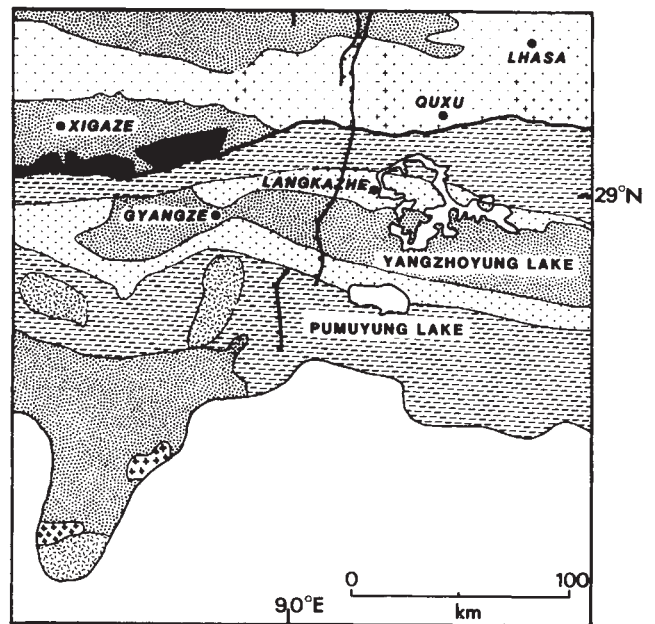 LHASA
QUXU
XIGAZE
LANGKAZHE
29°N
GYANGZE
YANGZHOYUNG LAKE
PUMUYUNG LAKE
0 100
90°E
km